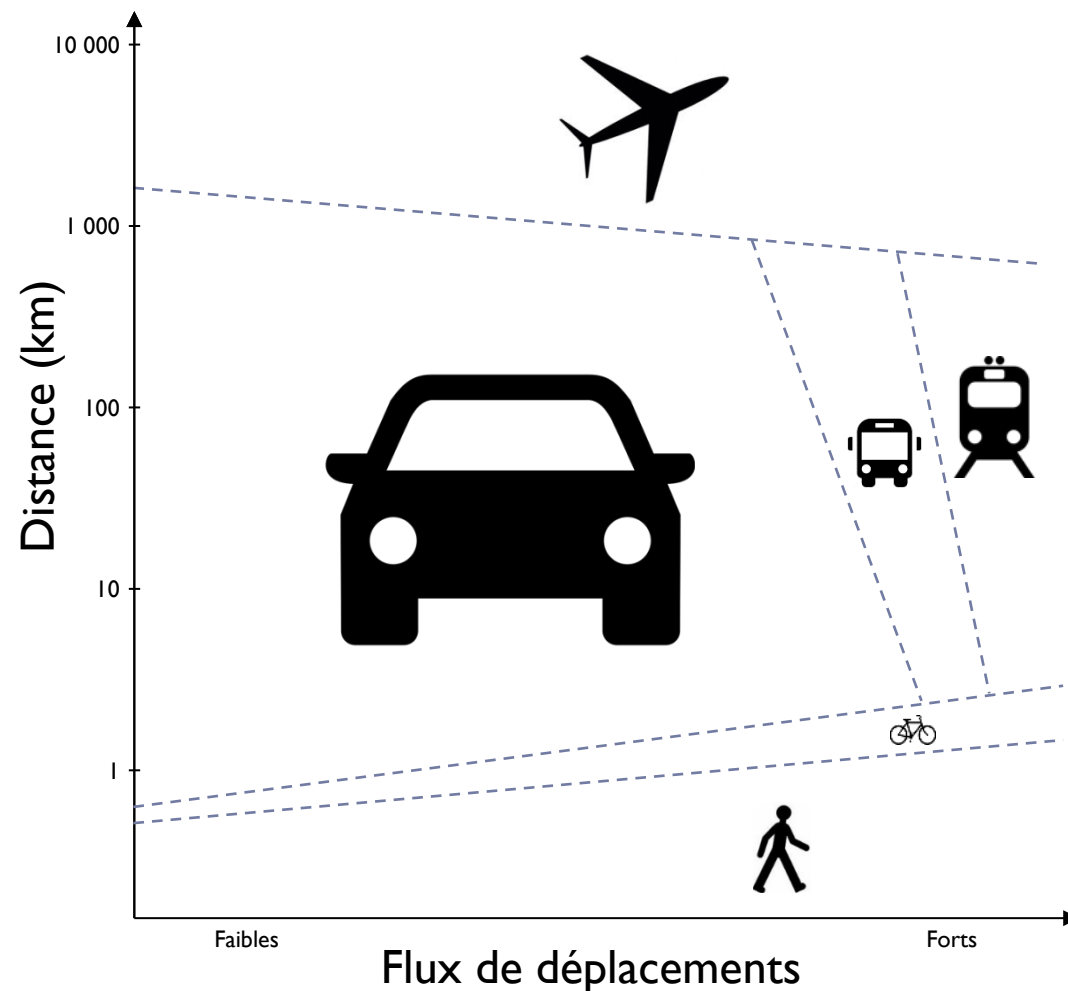 10 000
1 000
100
10
1
Distance (km)
Faibles
Forts
Flux de déplacements